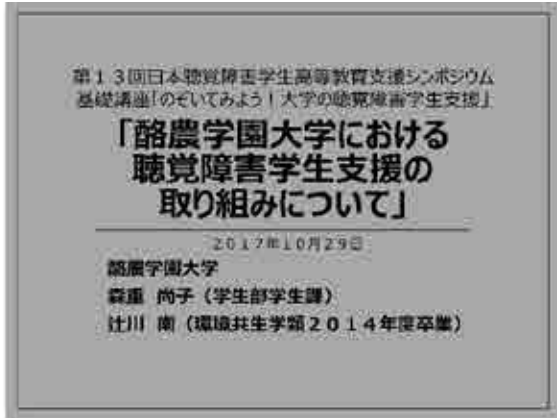 第13回日本聴覚障害学生高等教育支援シンポジウム
基礎講座「のぞいてみよう!大学の聴覚障害学生支援」
「酪農学園大学における
聴覚障害学生支援の
取り組みについて」
2017年10月29日
酪農学園大学
森重 尚子(学生部学生課)
辻川 南(環境共生学類2014年度卒業)